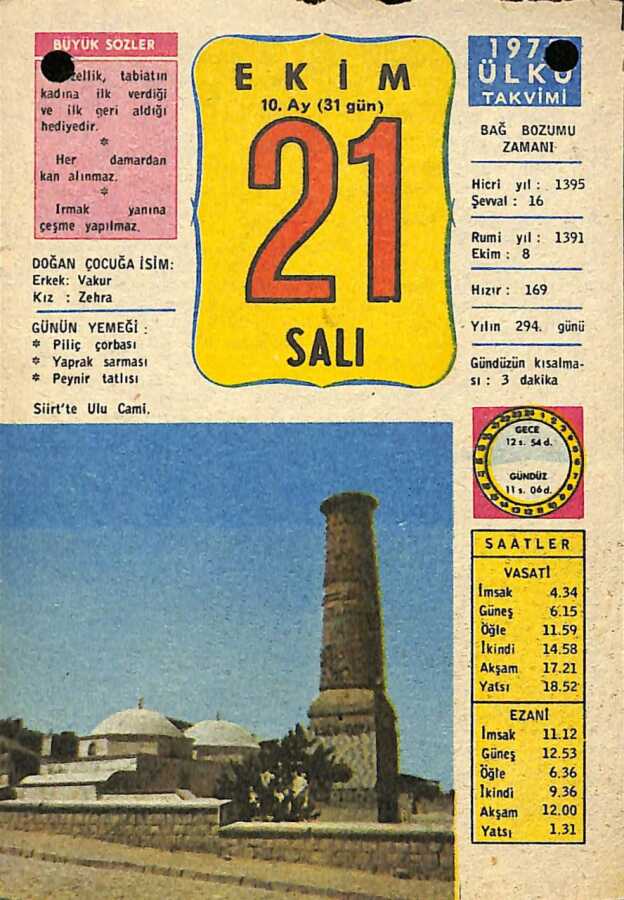 BÜYÜK SÖZLER
tabiatın
kadına ilk verdiği
ve ilk geri aldığı
hediyedir.
*
Her damardan
kan alınmaz.
*
Irmak yanına
çeşme yapılmaz.
DOĞAN ÇOCUĞA İSİM:
Erkek: Vakur
Kız : Zehra
GÜNÜN YEMEĞİ :
* Piliç çorbası
* Yaprak sarması
* Peynir tatlısı
Siirt'te Ulu Cami.
EKİM
10. Ay (31 gün)
21
SALI
ÜLKÜ
TAKVİMİ
BAĞ BOZUMU
ZAMANI
Hicri yıl : 1395
Şevval : 16
Rumi yıl : 1391
Ekim : 8
Hızır : 169
Yılın 294. günü
Gündüzün kısalma-
sı : 3 dakika
GECE
12 s. 54 d.
GÜNDÜZ
11 s. 06 d.
SAATLER
VASATİ
İmsak 4.34
Güneş 6.15
Öğle 11.59
İkindi 14.58
Akşam 17.21
Yatsı 18.52
EZANİ
İmsak 11.12
Güneş 12.53
Öğle 6.36
İkindi 9.36
Akşam 12.00
Yatsı 1.31